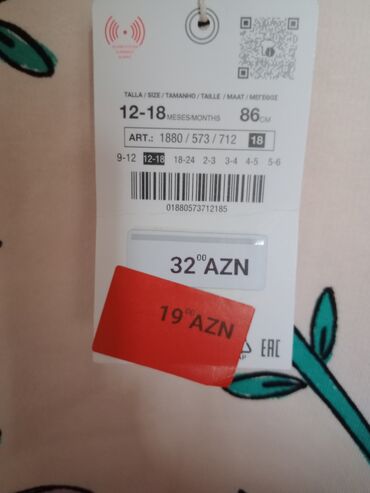 TALLA / SIZE / TAMANHO / TAILLE / MAAT / ΜΕΓΕΘΟΣ
12-18 MESES/MONTHS 86 CM
ART.: 1880 / 573 / 712 18
9-12 12-18 18-24 2-3 3-4 4-5 5-6
01880573712185
32 00 AZN
19 00 AZN
EAC